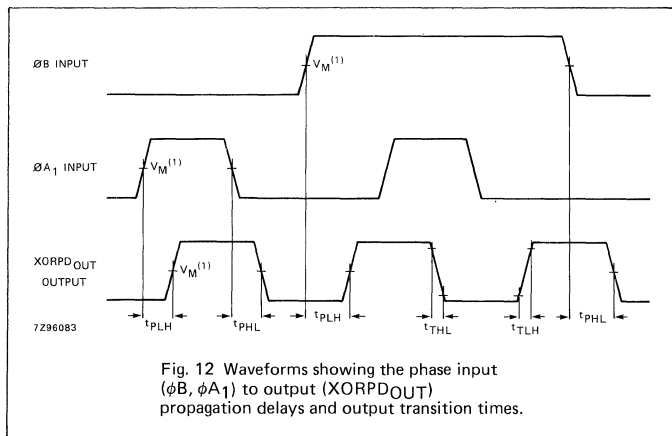 ØB INPUT
VM(1)
ØA1 INPUT
VM(1)
XORPDOUT
OUTPUT
VM(1)
7Z96083
tPLH
tPHL
tPLH
tTHL
tTLH
tPHL
Fig. 12 Waveforms showing the phase input
(φB, φA1) to output (XORPDOUT)
propagation delays and output transition times.